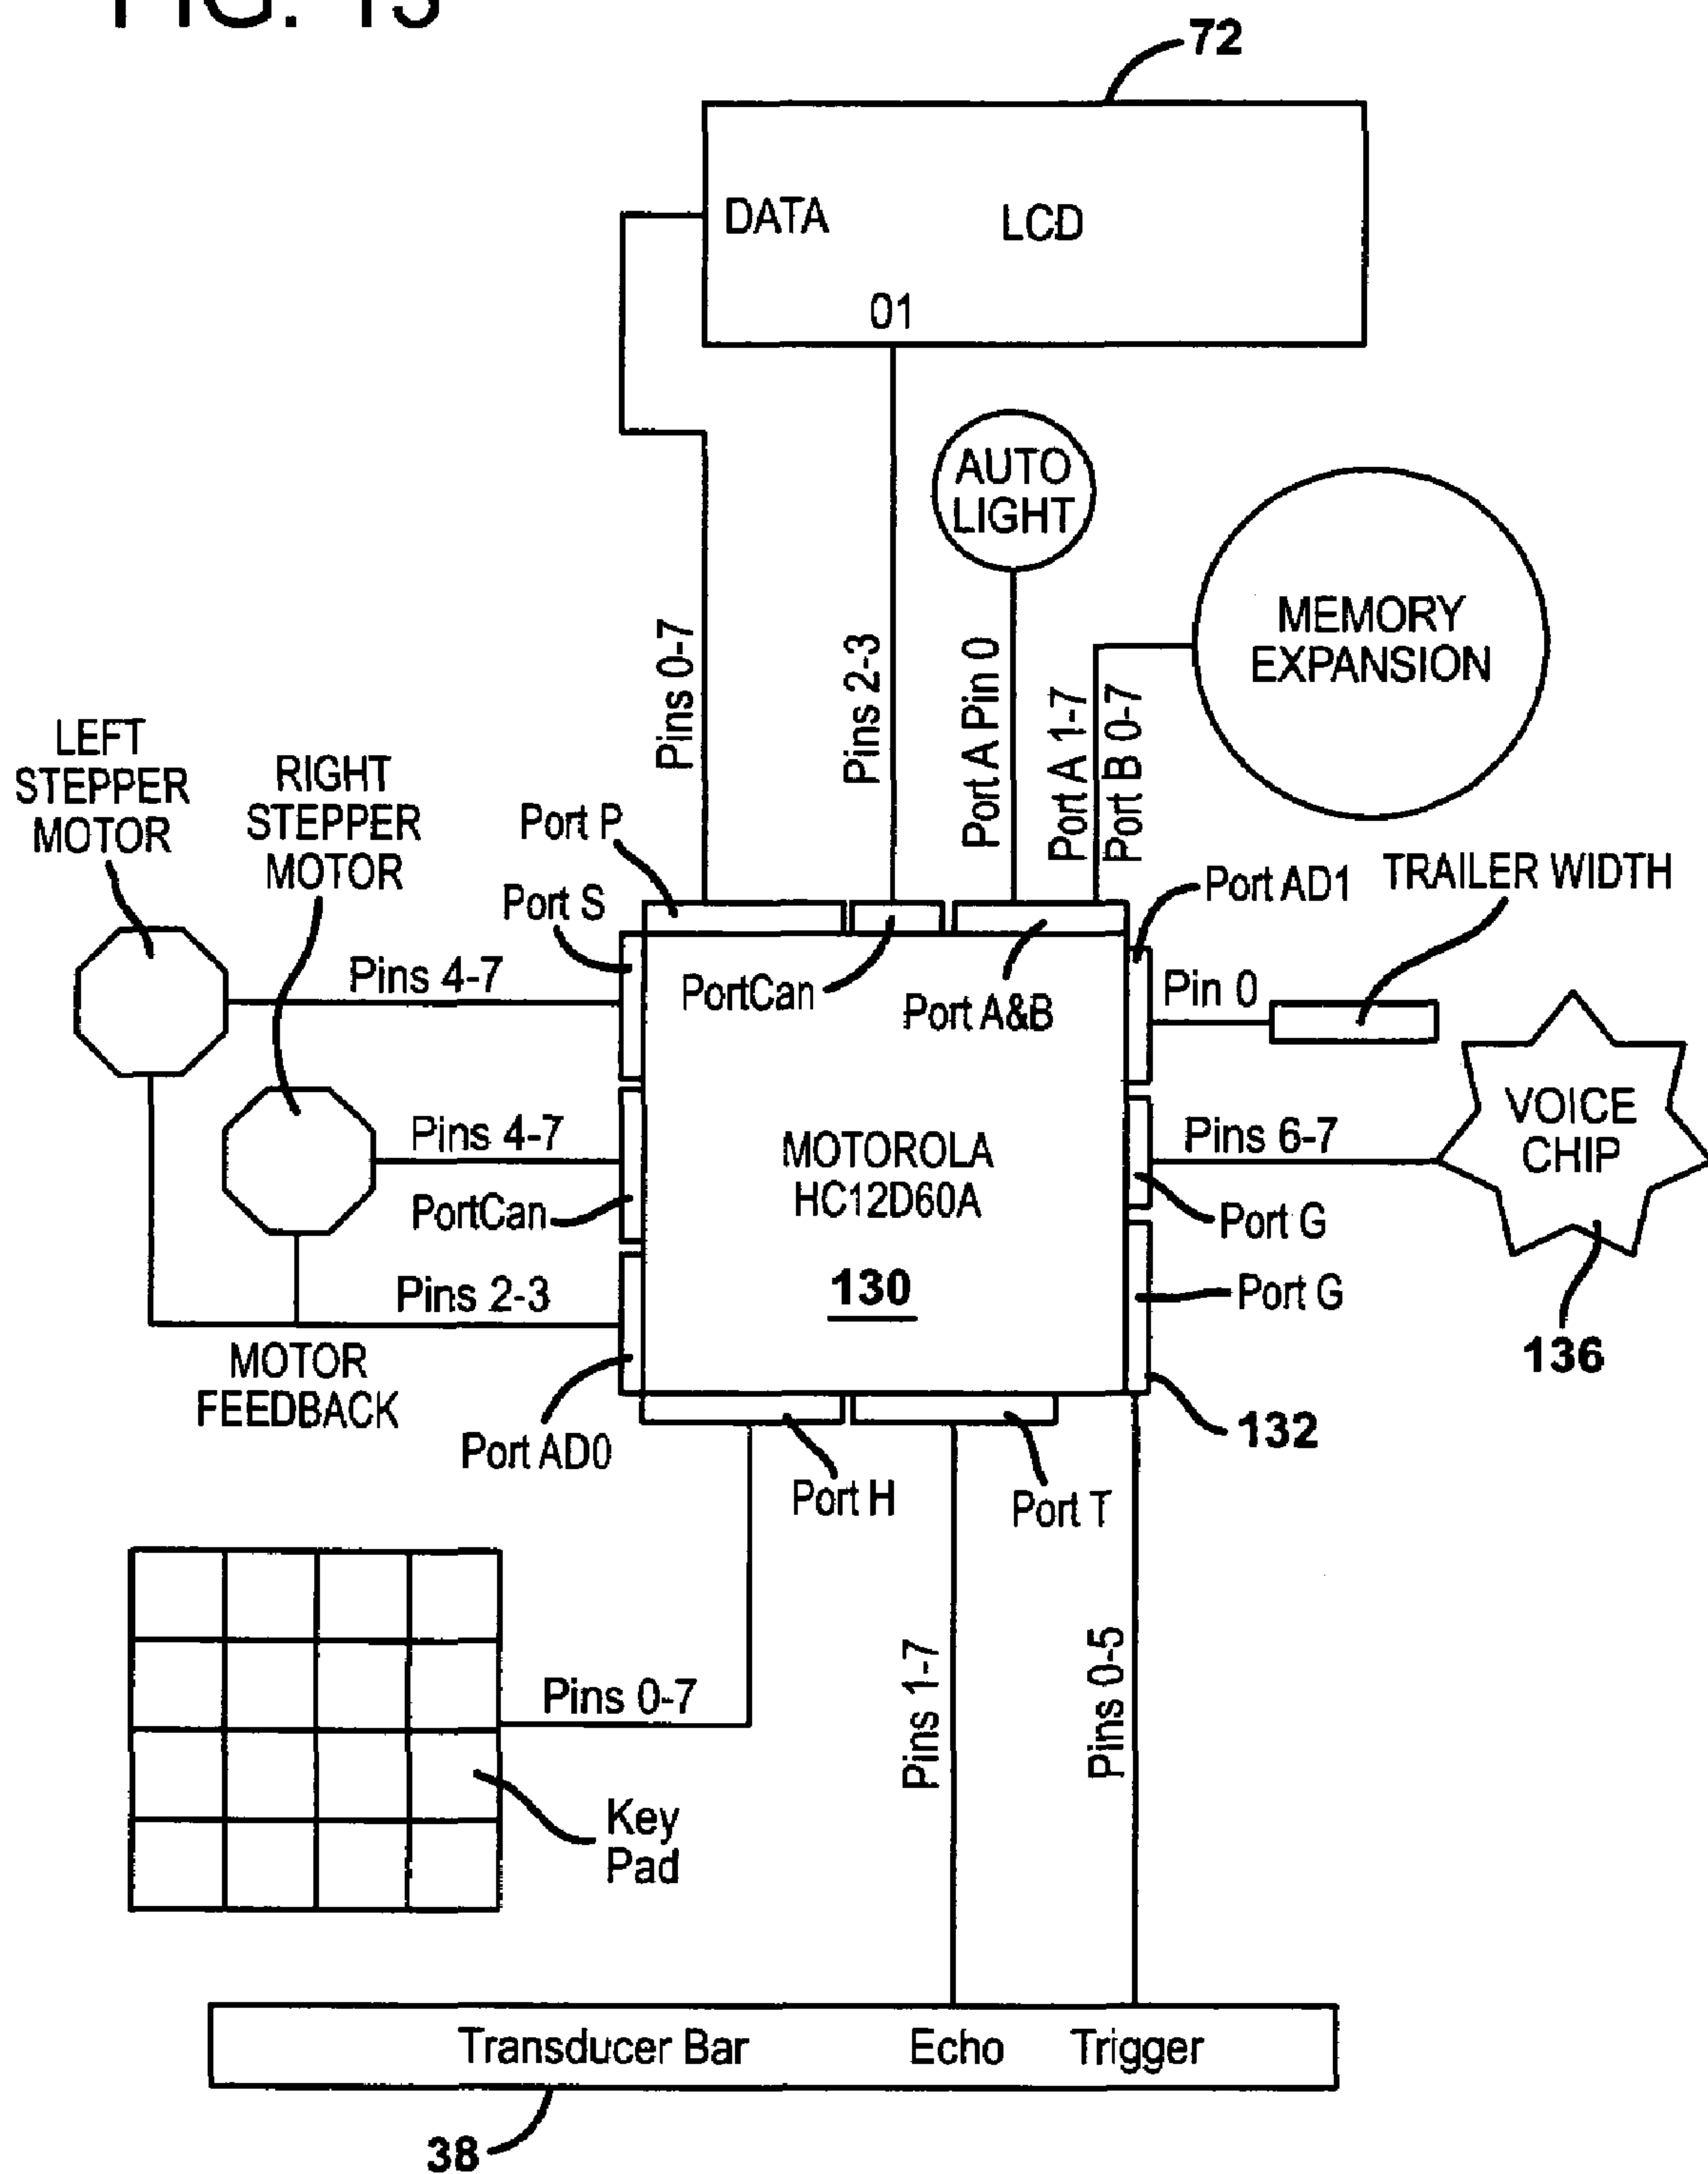 FIG. 15
72
DATA
LCD
01
AUTO
LIGHT
MEMORY
EXPANSION
Pins 0-7
Pins 2-3
Port A Pin 0
Port A 1-7
Port B 0-7
LEFT
STEPPER
MOTOR
RIGHT
STEPPER
MOTOR
Port P
Port S
Port AD1
TRAILER WIDTH
Pins 4-7
PortCan
Port A&B
Pin 0
Pins 4-7
MOTOROLA
HC12D60A
130
Pins 6-7
VOICE
CHIP
PortCan
Port G
Pins 2-3
Port G
136
MOTOR
FEEDBACK
132
Port AD0
Port H
Port T
Pins 0-7
Pins 1-7
Pins 0-5
Key
Pad
Transducer Bar
Echo
Trigger
38